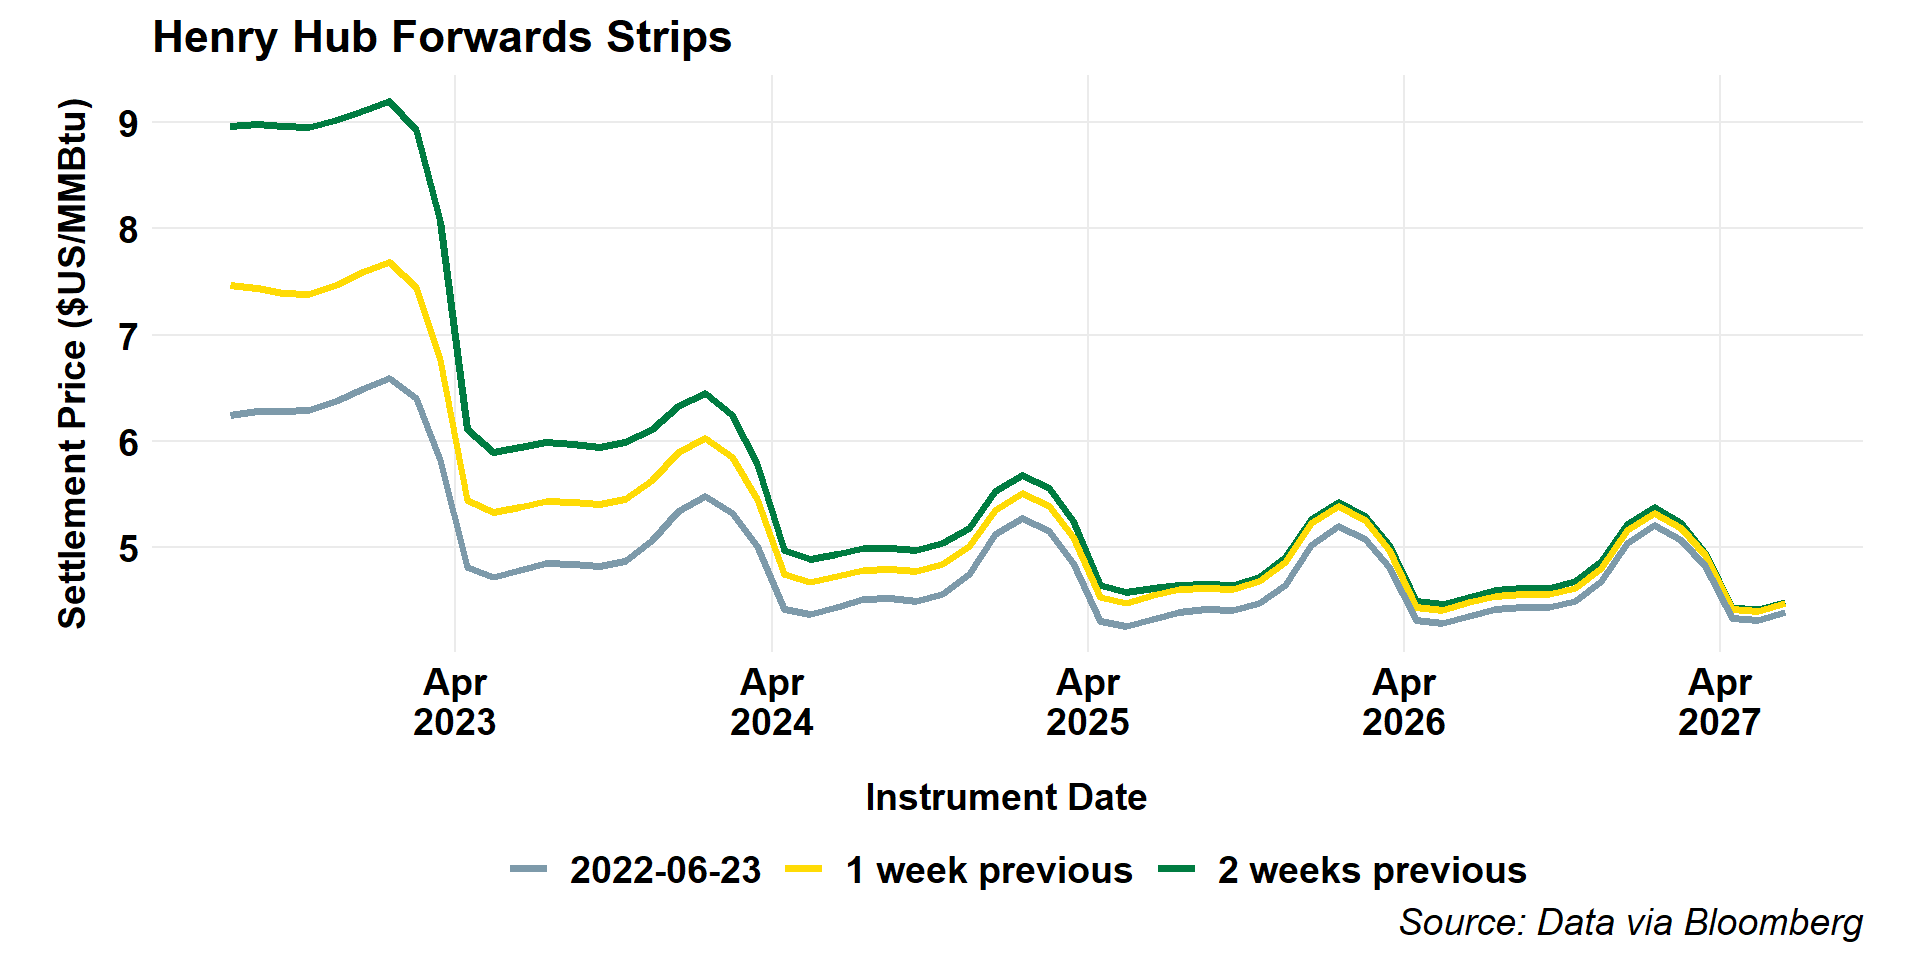 Henry Hub Forwards Strips
Settlement Price ($US/MMBtu)
9
8
7
6
5
Apr
2023
Apr
2024
Apr
2025
Apr
2026
Apr
2027
Instrument Date
2022-06-23
1 week previous
2 weeks previous
Source: Data via Bloomberg